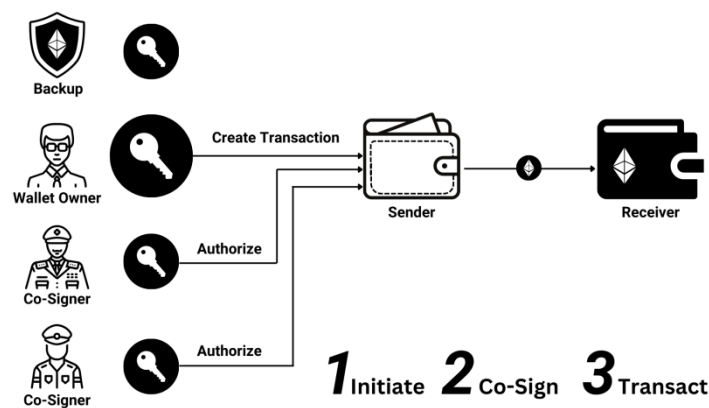 Backup
Create Transaction
Wallet Owner
Sender
Receiver
Authorize
Co-Signer
Authorize
Co-Signer
1 Initiate 2 Co-Sign 3 Transact